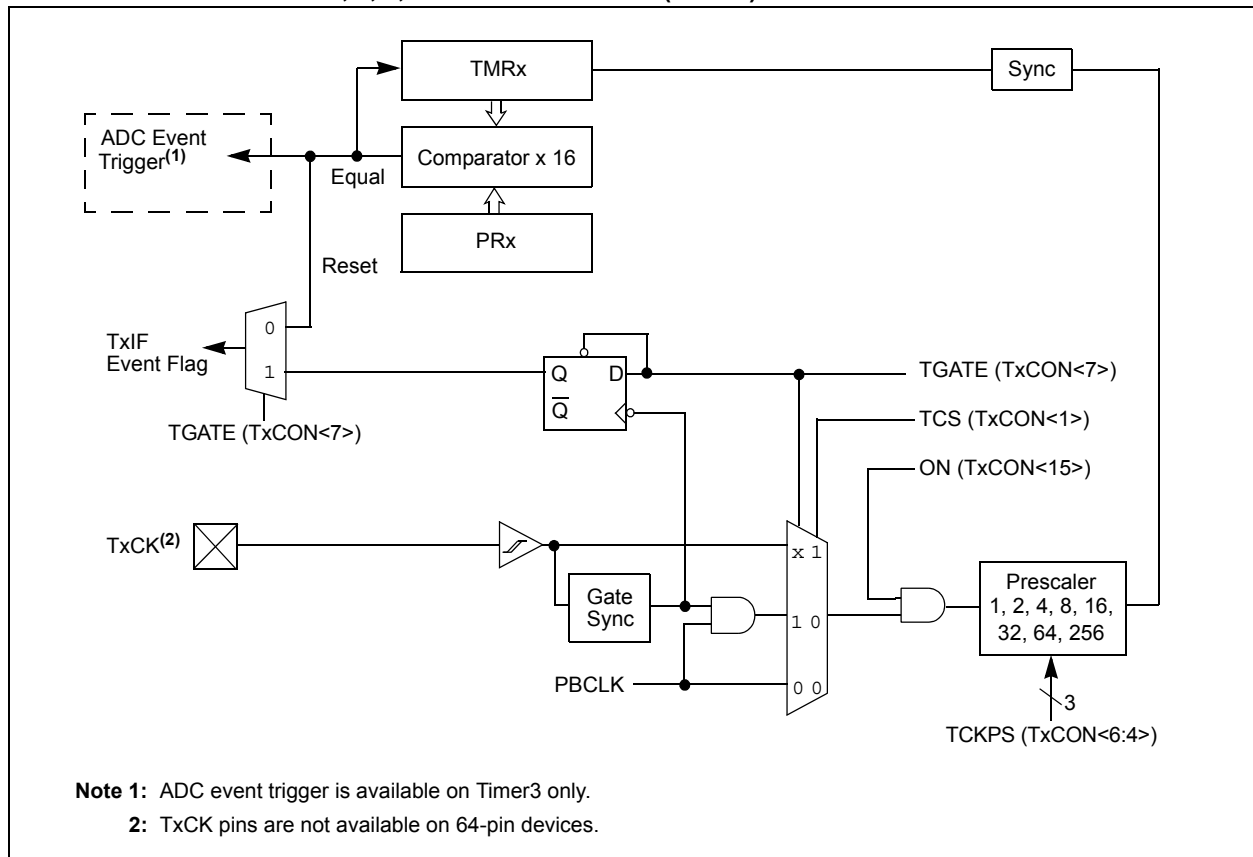 TMRx
Sync
ADC Event
Trigger(1)
Equal
Comparator x 16
PRx
Reset
0
1
TxIF
Event Flag
TGATE (TxCON<7>)
Q
D
Q
TGATE (TxCON<7>)
TCS (TxCON<1>)
ON (TxCON<15>)
TxCK(2)
x 1
Gate
Sync
1 0
Prescaler
1, 2, 4, 8, 16,
32, 64, 256
PBCLK
0 0
3
TCKPS (TxCON<6:4>)
Note 1: ADC event trigger is available on Timer3 only.
2: TxCK pins are not available on 64-pin devices.